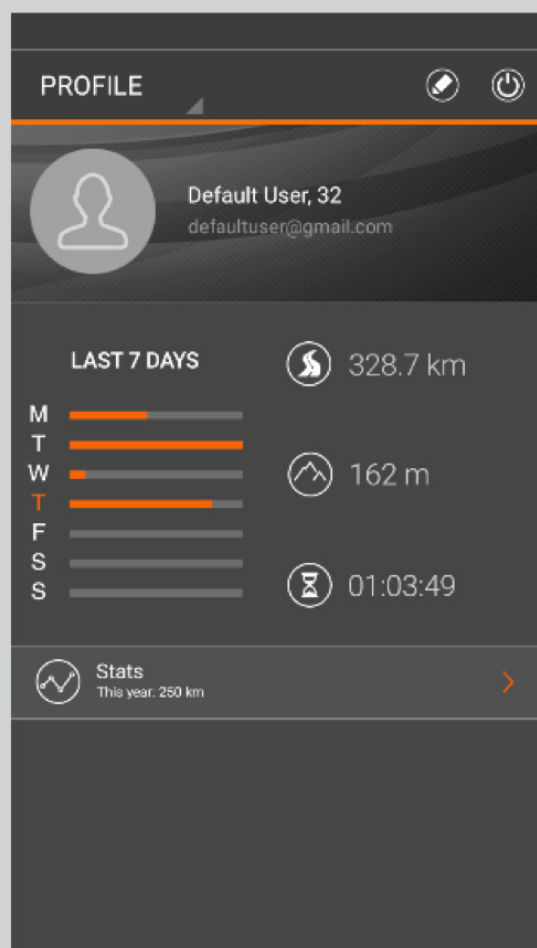 PROFILE
Default User, 32
defaultuser@gmail.com
LAST 7 DAYS
328.7 km
M
T
W
162 m
T
F
S
01:03:49
S
Stats
This year: 250 km